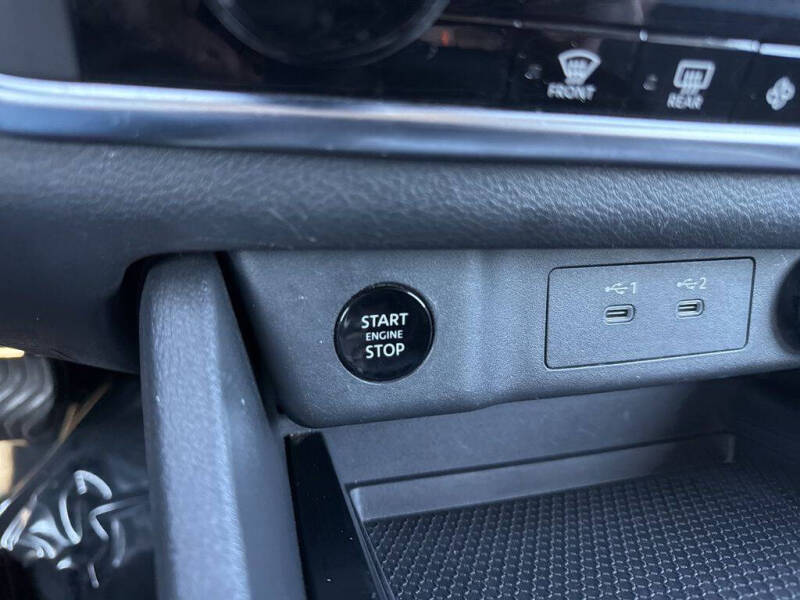 FRONT
REAR
1
2
START
ENGINE
STOP